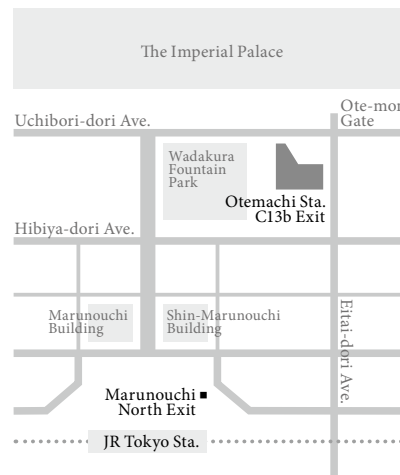 The Imperial Palace
Ote-mon
Gate
Uchibori-dori Ave.
Wadakura
Fountain
Park
Otemachi Sta.
C13b Exit
Hibiya-dori Ave.
Marunouchi
Building
Shin-Marunouchi
Building
Eitai-dori Ave.
Marunouchi
North Exit
JR Tokyo Sta.